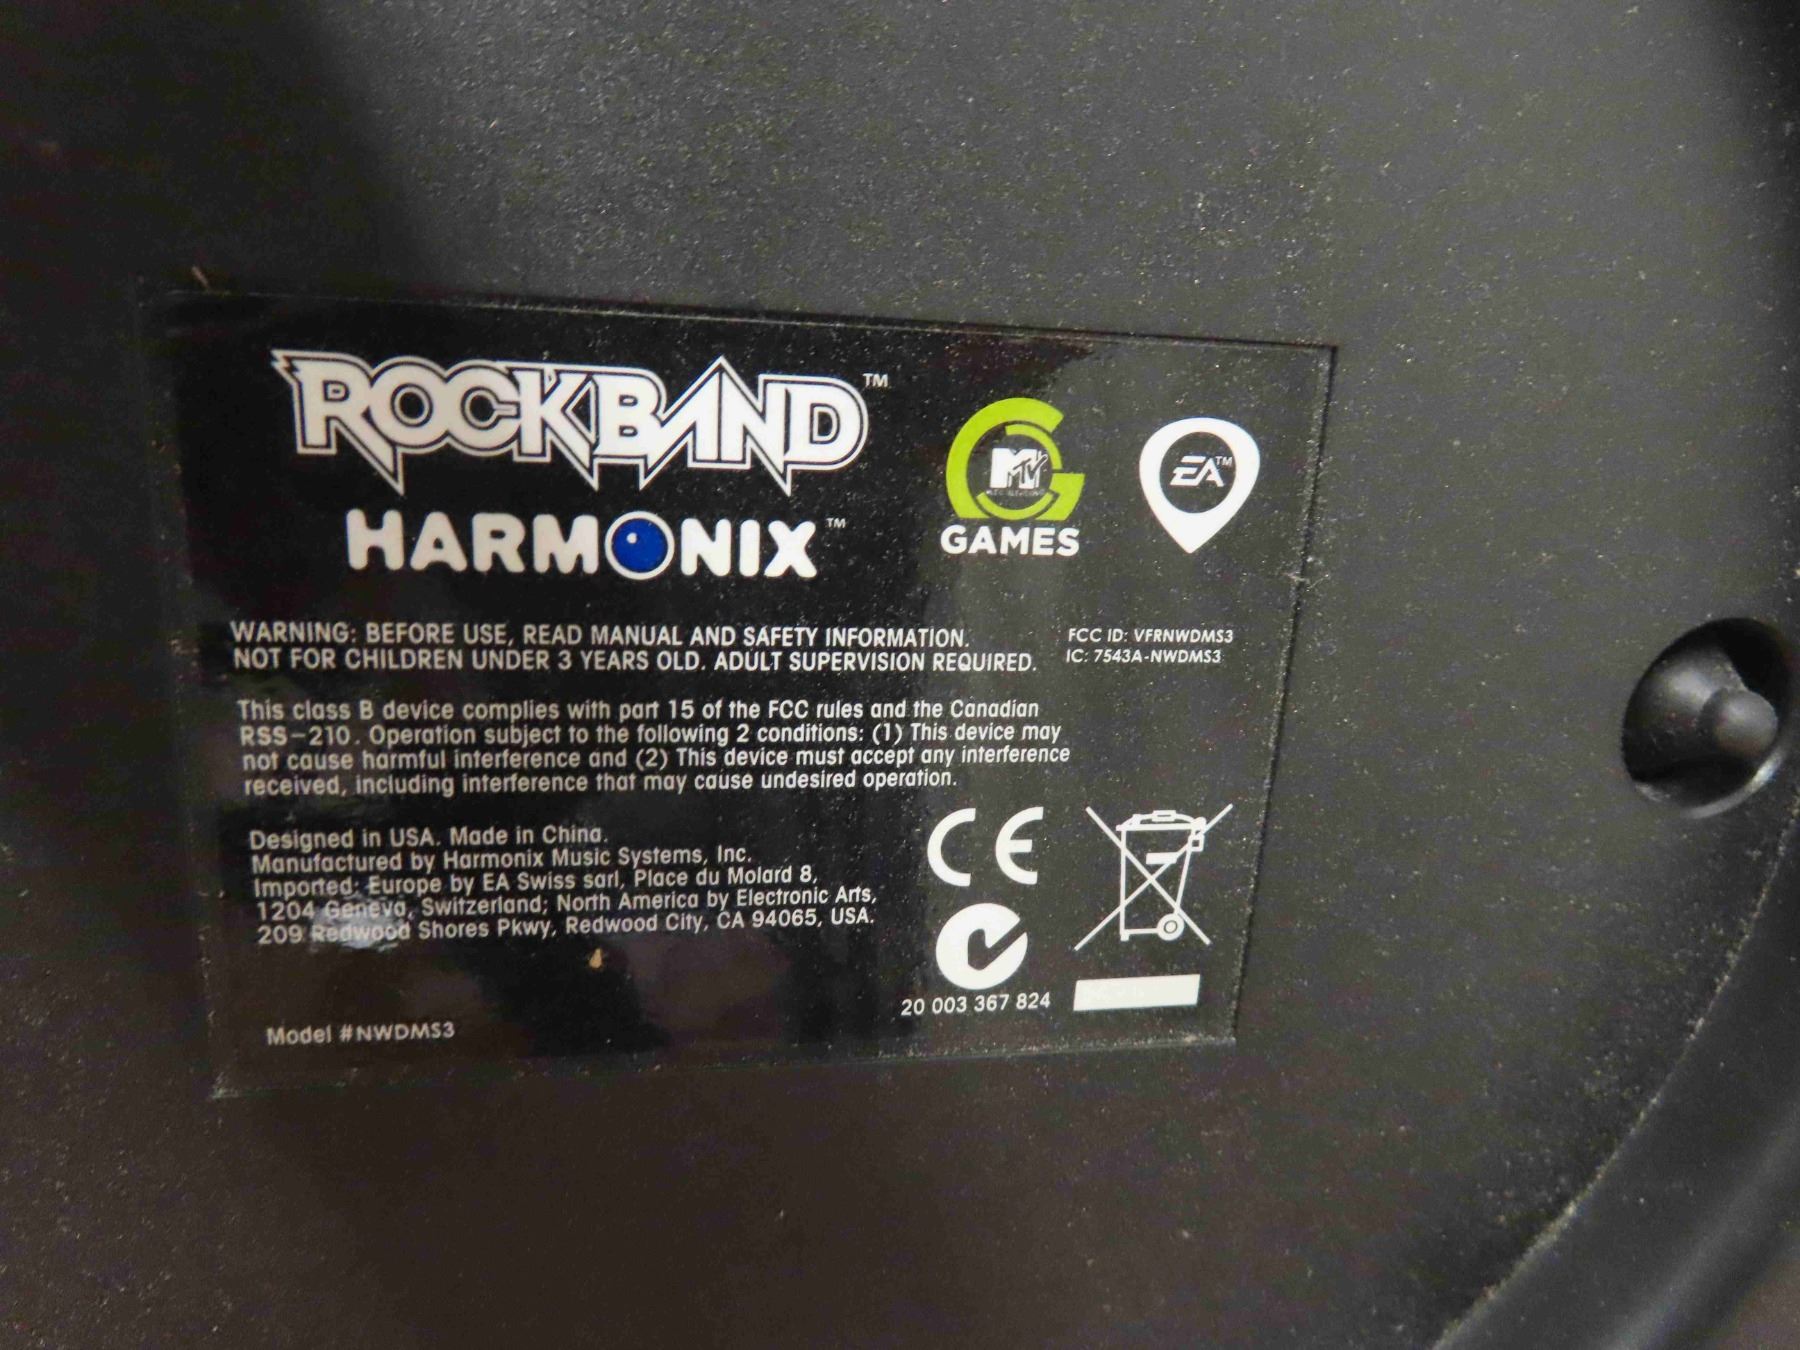 ROCKBAND™
HARMONIX™
MTV
GAMES
EA™
WARNING: BEFORE USE, READ MANUAL AND SAFETY INFORMATION.
NOT FOR CHILDREN UNDER 3 YEARS OLD. ADULT SUPERVISION REQUIRED.
FCC ID: VFRNWDMS3
IC: 7543A-NWDMS3
This class B device complies with part 15 of the FCC rules and the Canadian
RSS-210. Operation subject to the following 2 conditions: (1) This device may
not cause harmful interference and (2) This device must accept any interference
received, including interference that may cause undesired operation.
Designed in USA. Made in China.
Manufactured by Harmonix Music Systems, Inc.
Imported: Europe by EA Swiss sarl, Place du Molard 8,
1204 Geneva, Switzerland; North America by Electronic Arts,
209 Redwood Shores Pkwy, Redwood City, CA 94065, USA.
CE
20 003 367 824
Model #NWDMS3